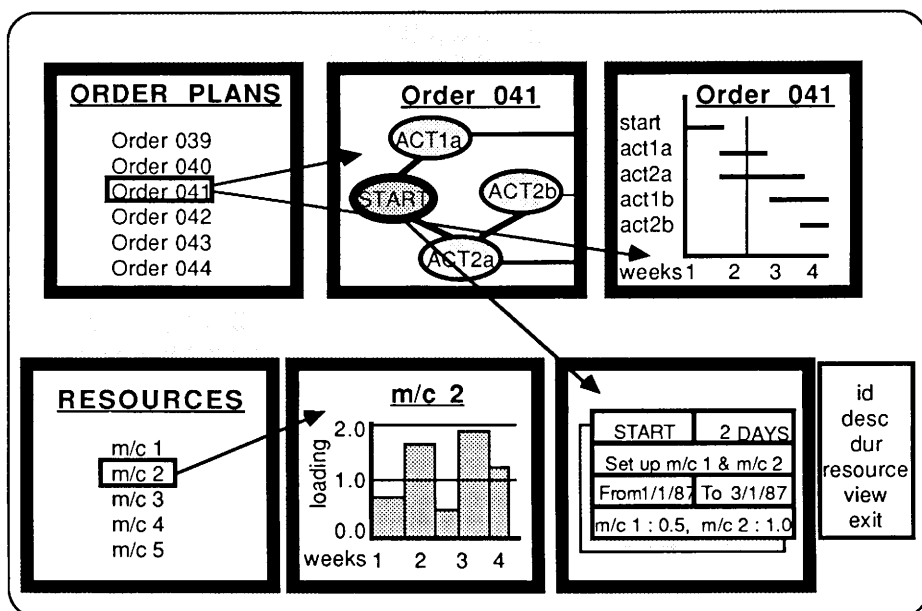 ORDER PLANS
Order 039
Order 040
Order 041
Order 042
Order 043
Order 044
Order 041
ACT1a
START
ACT2b
ACT2a
Order 041
start
act1a
act2a
act1b
act2b
weeks 1 2 3 4
RESOURCES
m/c 1
m/c 2
m/c 3
m/c 4
m/c 5
m/c 2
2.0
loading
1.0
0.0
weeks 1 2 3 4
START 2 DAYS
Set up m/c 1 & m/c 2
From1/1/87 To 3/1/87
m/c 1 : 0.5, m/c 2 : 1.0
id
desc
dur
resource
view
exit